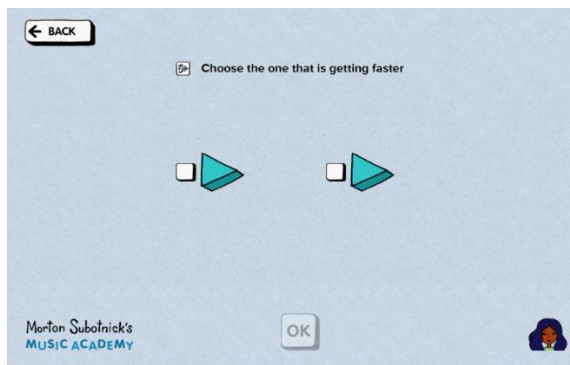 BACK
Choose the one that is getting faster
OK
Morton Subotnick's
MUSIC ACADEMY